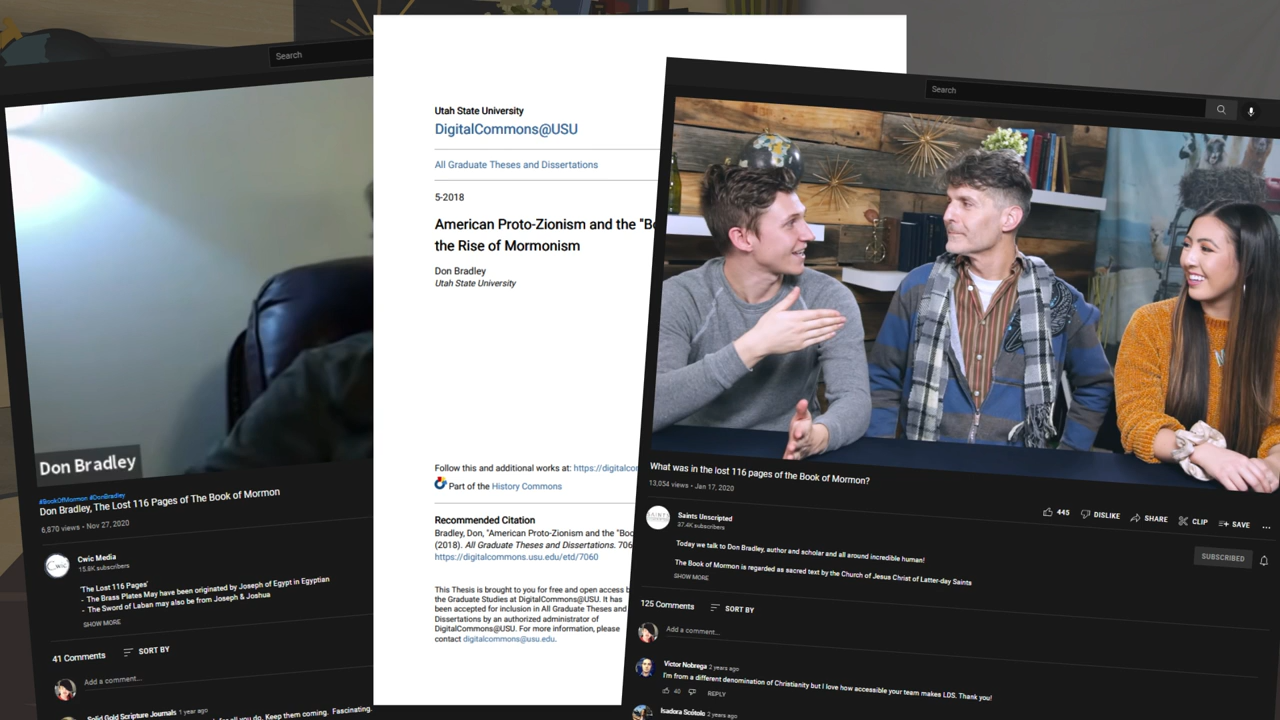 Search
Don Bradley
#BookOfMormon #DonBradley
Don Bradley, The Lost 116 Pages of The Book of Mormon
6,870 views • Nov 27, 2020
Cwic Media
15.8K subscribers
'The Lost 116 Pages'
- The Brass Plates May have been originated by Joseph of Egypt in Egyptian
- The Sword of Laban may also be from Joseph & Joshua
SHOW MORE
41 Comments
SORT BY
Add a comment...
Solid Gold Scripture Journals 1 year ago
for all you do. Keep them coming. Fascinating.
Utah State University
DigitalCommons@USU
All Graduate Theses and Dissertations
5-2018
American Proto-Zionism and the "Bo
the Rise of Mormonism
Don Bradley
Utah State University
Follow this and additional works at: https://digitalcor
Part of the History Commons
Recommended Citation
Bradley, Don, "American Proto-Zionism and the "Boo
(2018). All Graduate Theses and Dissertations. 706
https://digitalcommons.usu.edu/etd/7060
This Thesis is brought to you for free and open access b
the Graduate Studies at DigitalCommons@USU. It has
been accepted for inclusion in All Graduate Theses and
Dissertations by an authorized administrator of
DigitalCommons@USU. For more information, please
contact digitalcommons@usu.edu.
Search
What was in the lost 116 pages of the Book of Mormon?
13,054 views • Jan 17, 2020
445
DISLIKE
SHARE
CLIP
SAVE
Saints Unscripted
37.4K subscribers
SUBSCRIBED
Today we talk to Don Bradley, author and scholar and all around incredible human!
The Book of Mormon is regarded as sacred text by the Church of Jesus Christ of Latter-day Saints
SHOW MORE
125 Comments
SORT BY
Add a comment...
Victor Nobrega 2 years ago
I'm from a different denomination of Christianity but I love how accessible your team makes LDS. Thank you!
40
REPLY
Isadora Scótolo 2 years ago